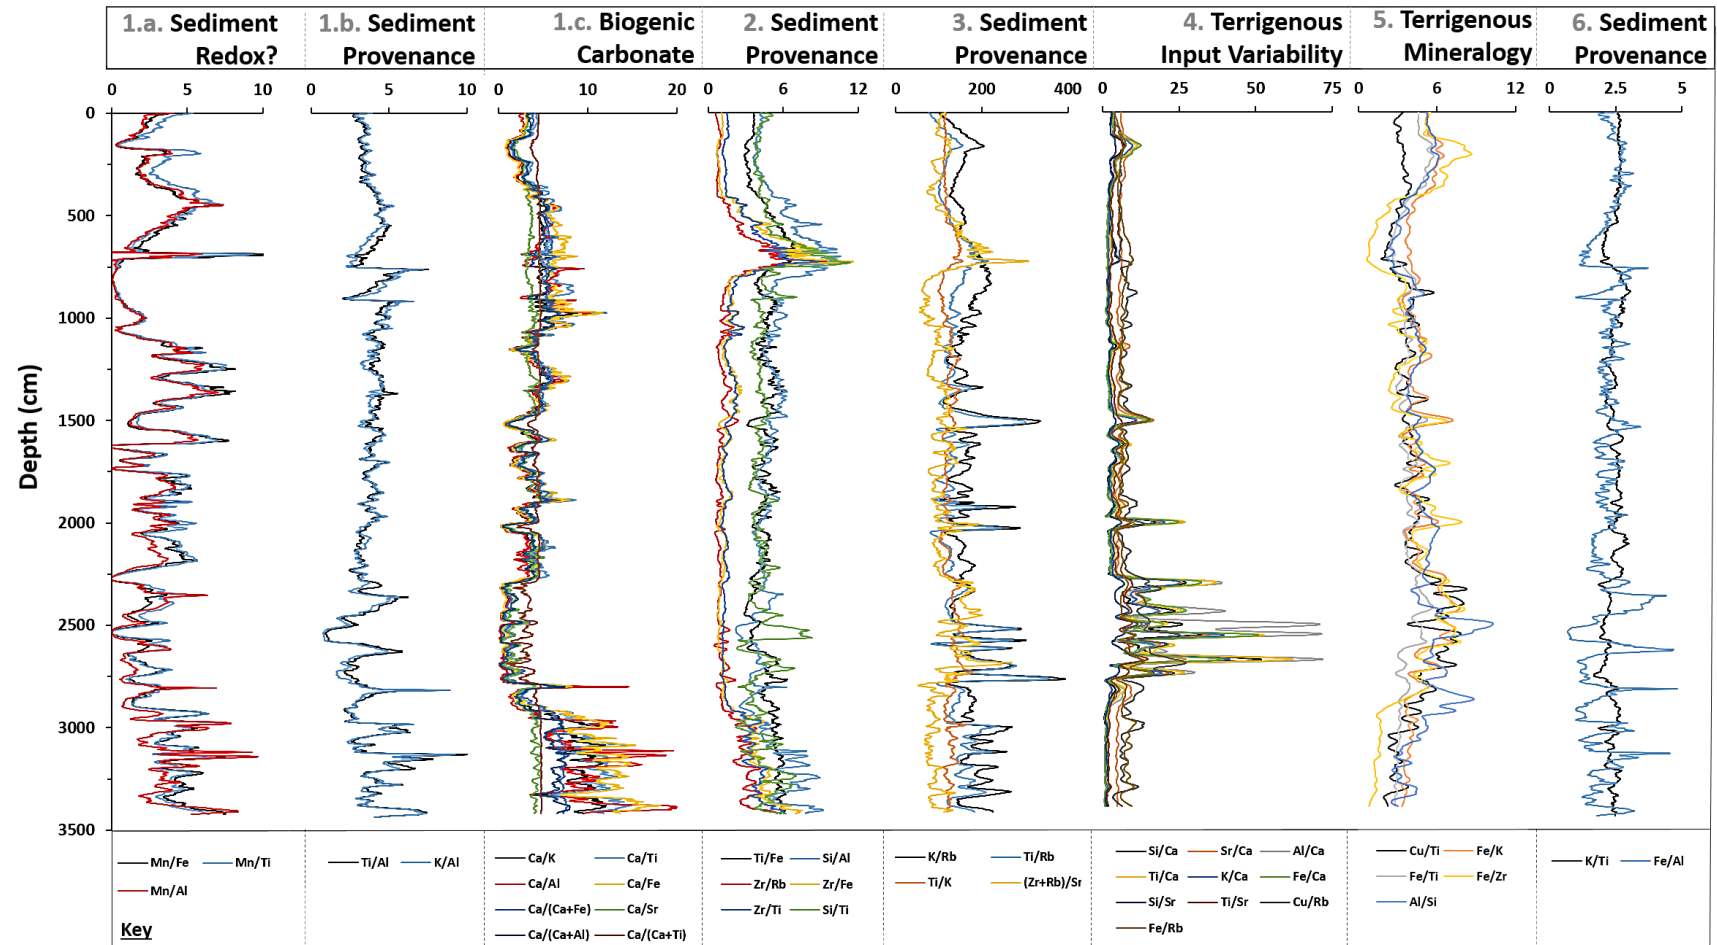 1.a. Sediment
Redox?
1.b. Sediment
Provenance
1.c. Biogenic
Carbonate
2. Sediment
Provenance
3. Sediment
Provenance
4. Terrigenous
Input Variability
5. Terrigenous
Mineralogy
6. Sediment
Provenance
0 5 10
0 5 10
0 10 20
0 6 12
0 200 400
0 25 50 75
0 6 12
0 2.5 5
Depth (cm)
0
500
1000
1500
2000
2500
3000
3500
Mn/Fe Mn/Ti
Mn/Al
Key
Ti/Al K/Al
Ca/K Ca/Ti
Ca/Al Ca/Fe
Ca/(Ca+Fe) Ca/Sr
Ca/(Ca+Al) Ca/(Ca+Ti)
Ti/Fe Si/Al
Zr/Rb Zr/Fe
Zr/Ti Si/Ti
K/Rb Ti/Rb
Ti/K (Zr+Rb)/Sr
Si/Ca Sr/Ca Al/Ca
Ti/Ca K/Ca Fe/Ca
Si/Sr Ti/Sr Cu/Rb
Fe/Rb
Cu/Ti Fe/K
Fe/Ti Fe/Zr
Al/Si
K/Ti Fe/Al